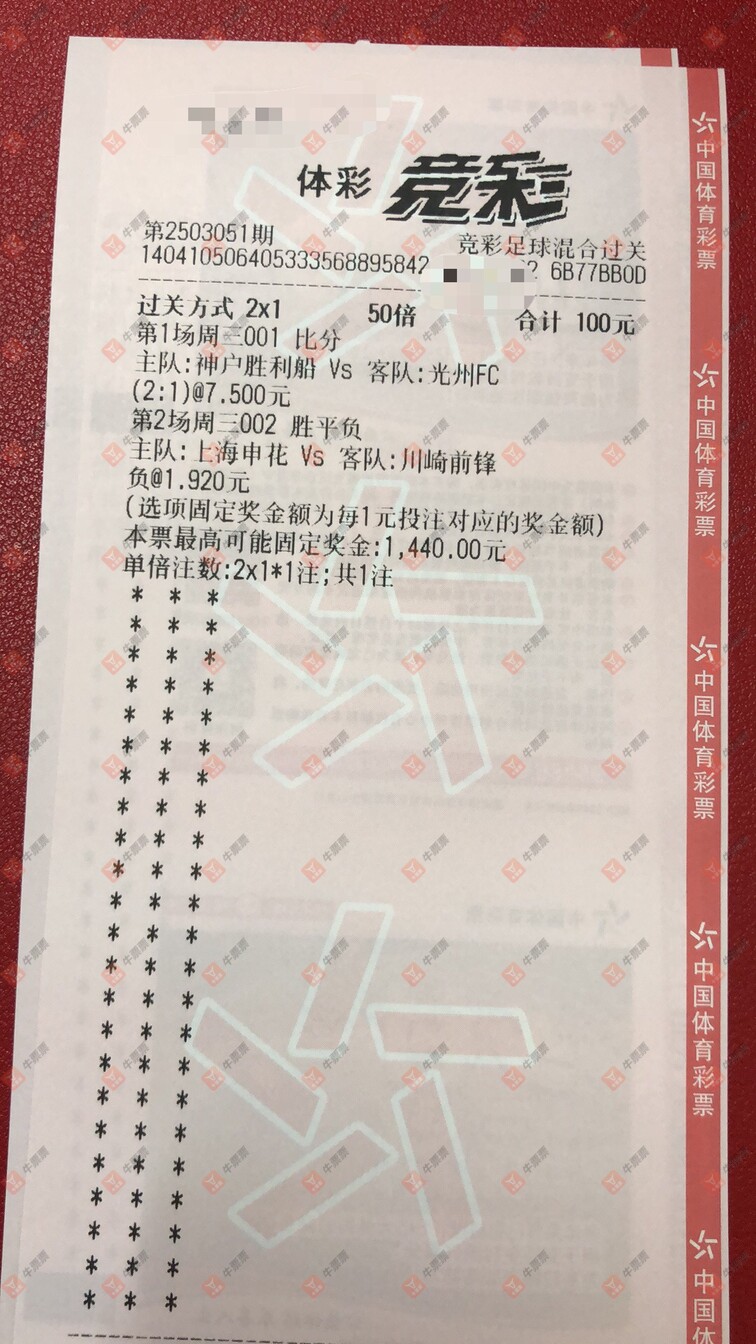 体彩 竞彩
第2503051期 竞彩足球混合过关
140410506405333568895842 6B77BB0D
过关方式 2x1 50倍 合计 100元
第1场周三001 比分
主队:神户胜利船 Vs 客队:光州FC
(2:1)@7.500元
第2场周三002 胜平负
主队:上海申花 Vs 客队:川崎前锋
负@1.920元
(选项固定奖金额为每1元投注对应的奖金额)
本票最高可能固定奖金:1,440.00元
单倍注数:2x1*1注;共1注
中国体育彩票
中国体育彩票
中国体育彩票
中国体育彩票
中国体
牛票票